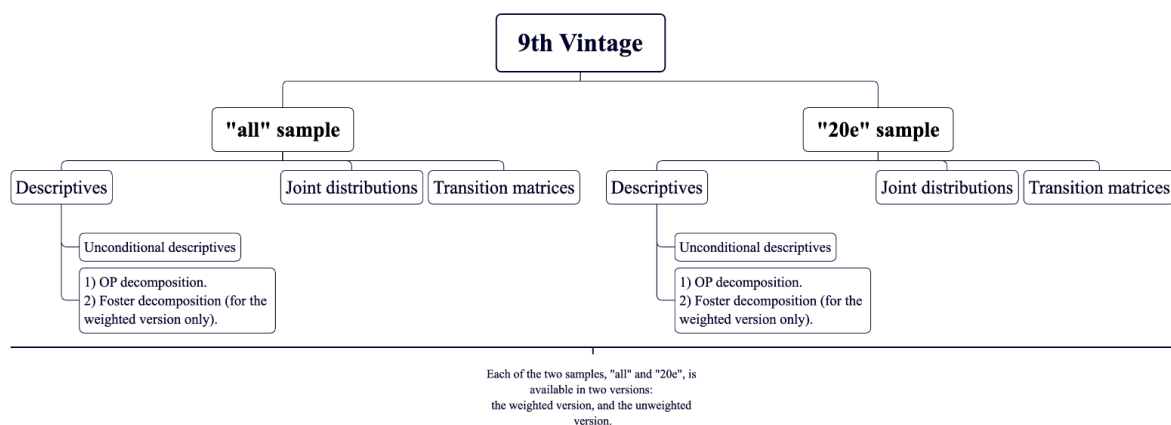 9th Vintage
"all" sample
"20e" sample
Descriptives
Joint distributions
Transition matrices
Descriptives
Joint distributions
Transition matrices
Unconditional descriptives
1) OP decomposition.
2) Foster decomposition (for the
weighted version only).
Unconditional descriptives
1) OP decomposition.
2) Foster decomposition (for the
weighted version only).
Each of the two samples, "all" and "20e", is
available in two versions:
the weighted version, and the unweighted
version.